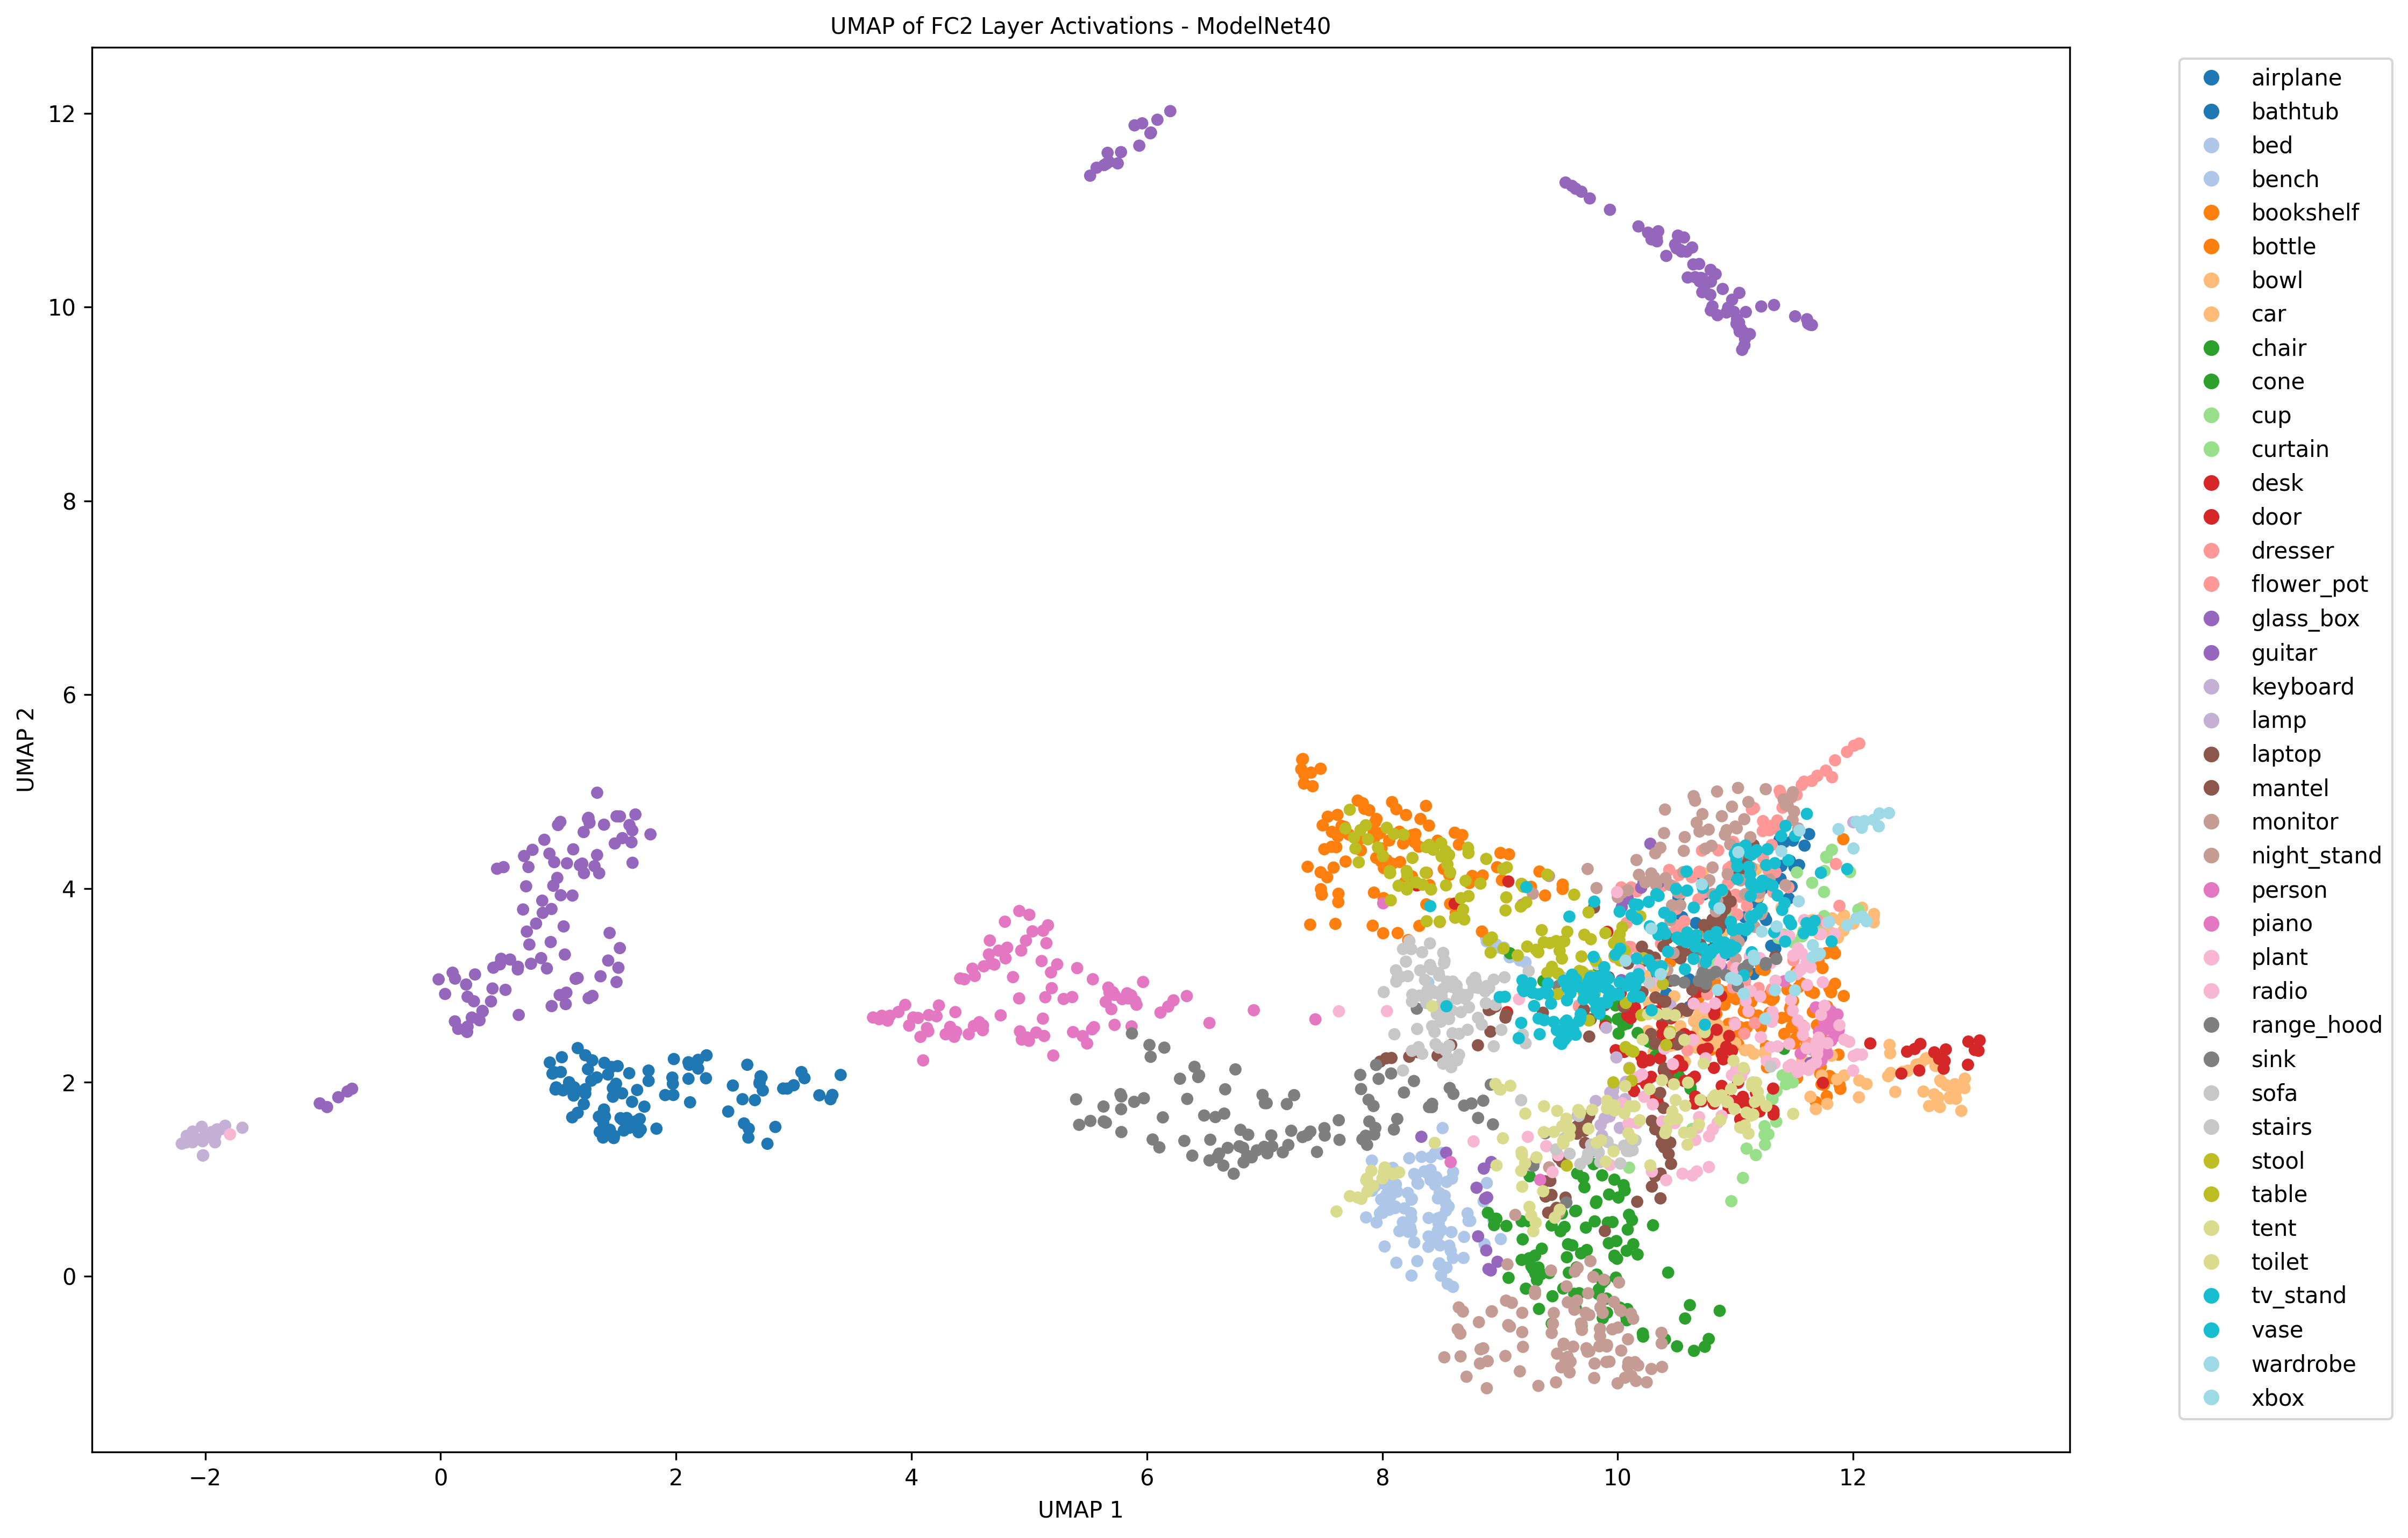 UMAP of FC2 Layer Activations - ModelNet40
12
10
8
6
4
2
0
UMAP 2
−2
0
2
4
6
8
10
12
UMAP 1
airplane
bathtub
bed
bench
bookshelf
bottle
bowl
car
chair
cone
cup
curtain
desk
door
dresser
flower_pot
glass_box
guitar
keyboard
lamp
laptop
mantel
monitor
night_stand
person
piano
plant
radio
range_hood
sink
sofa
stairs
stool
table
tent
toilet
tv_stand
vase
wardrobe
xbox